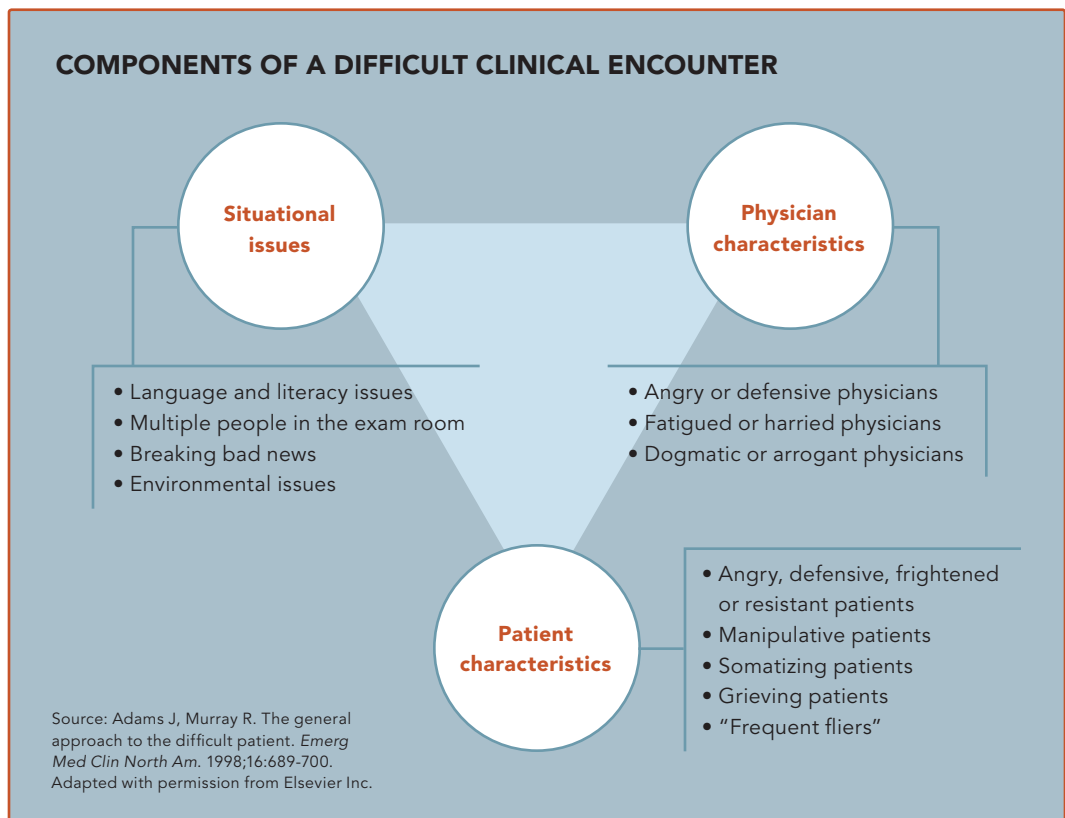 COMPONENTS OF A DIFFICULT CLINICAL ENCOUNTER
Situational
issues
Physician
characteristics
• Language and literacy issues
• Multiple people in the exam room
• Breaking bad news
• Environmental issues
• Angry or defensive physicians
• Fatigued or harried physicians
• Dogmatic or arrogant physicians
Patient
characteristics
• Angry, defensive, frightened
or resistant patients
• Manipulative patients
• Somatizing patients
• Grieving patients
• “Frequent fliers”
Source: Adams J, Murray R. The general
approach to the difficult patient. Emerg
Med Clin North Am. 1998;16:689-700.
Adapted with permission from Elsevier Inc.